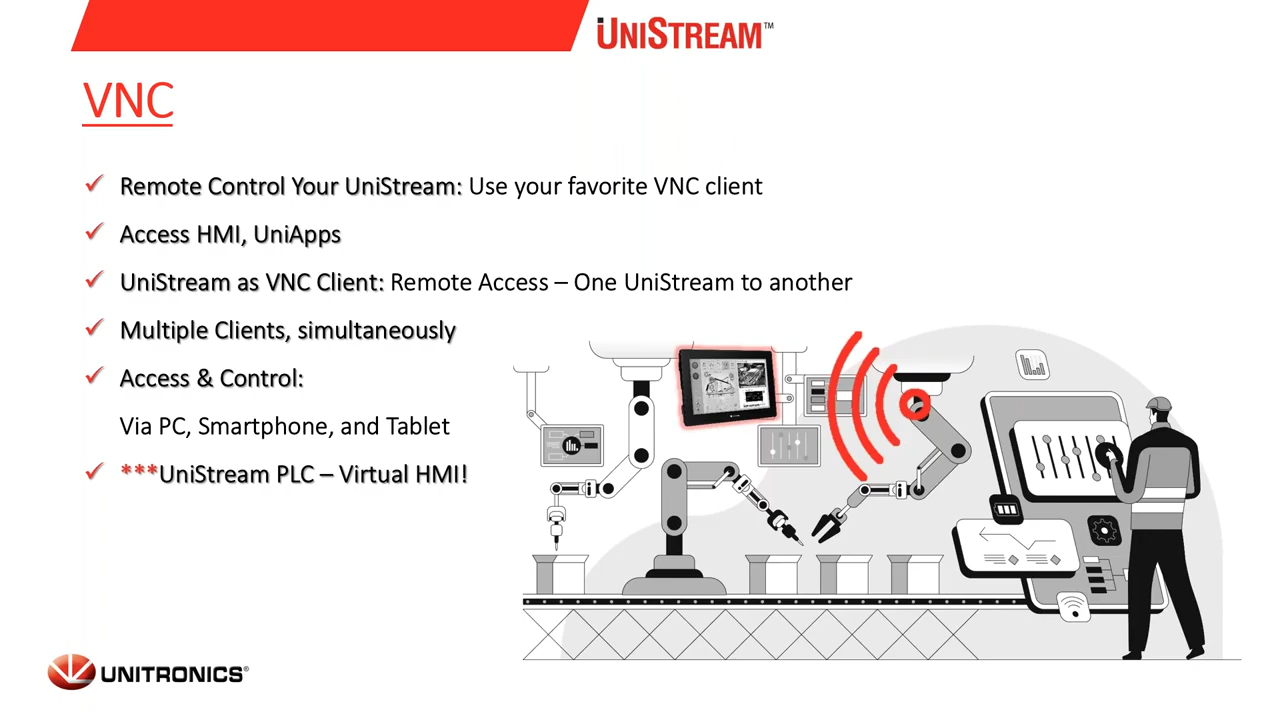 UNISTREAM™
VNC
Remote Control Your UniStream: Use your favorite VNC client
Access HMI, UniApps
UniStream as VNC Client: Remote Access – One UniStream to another
Multiple Clients, simultaneously
Access & Control:
Via PC, Smartphone, and Tablet
***UniStream PLC – Virtual HMI!
UNITRONICS®